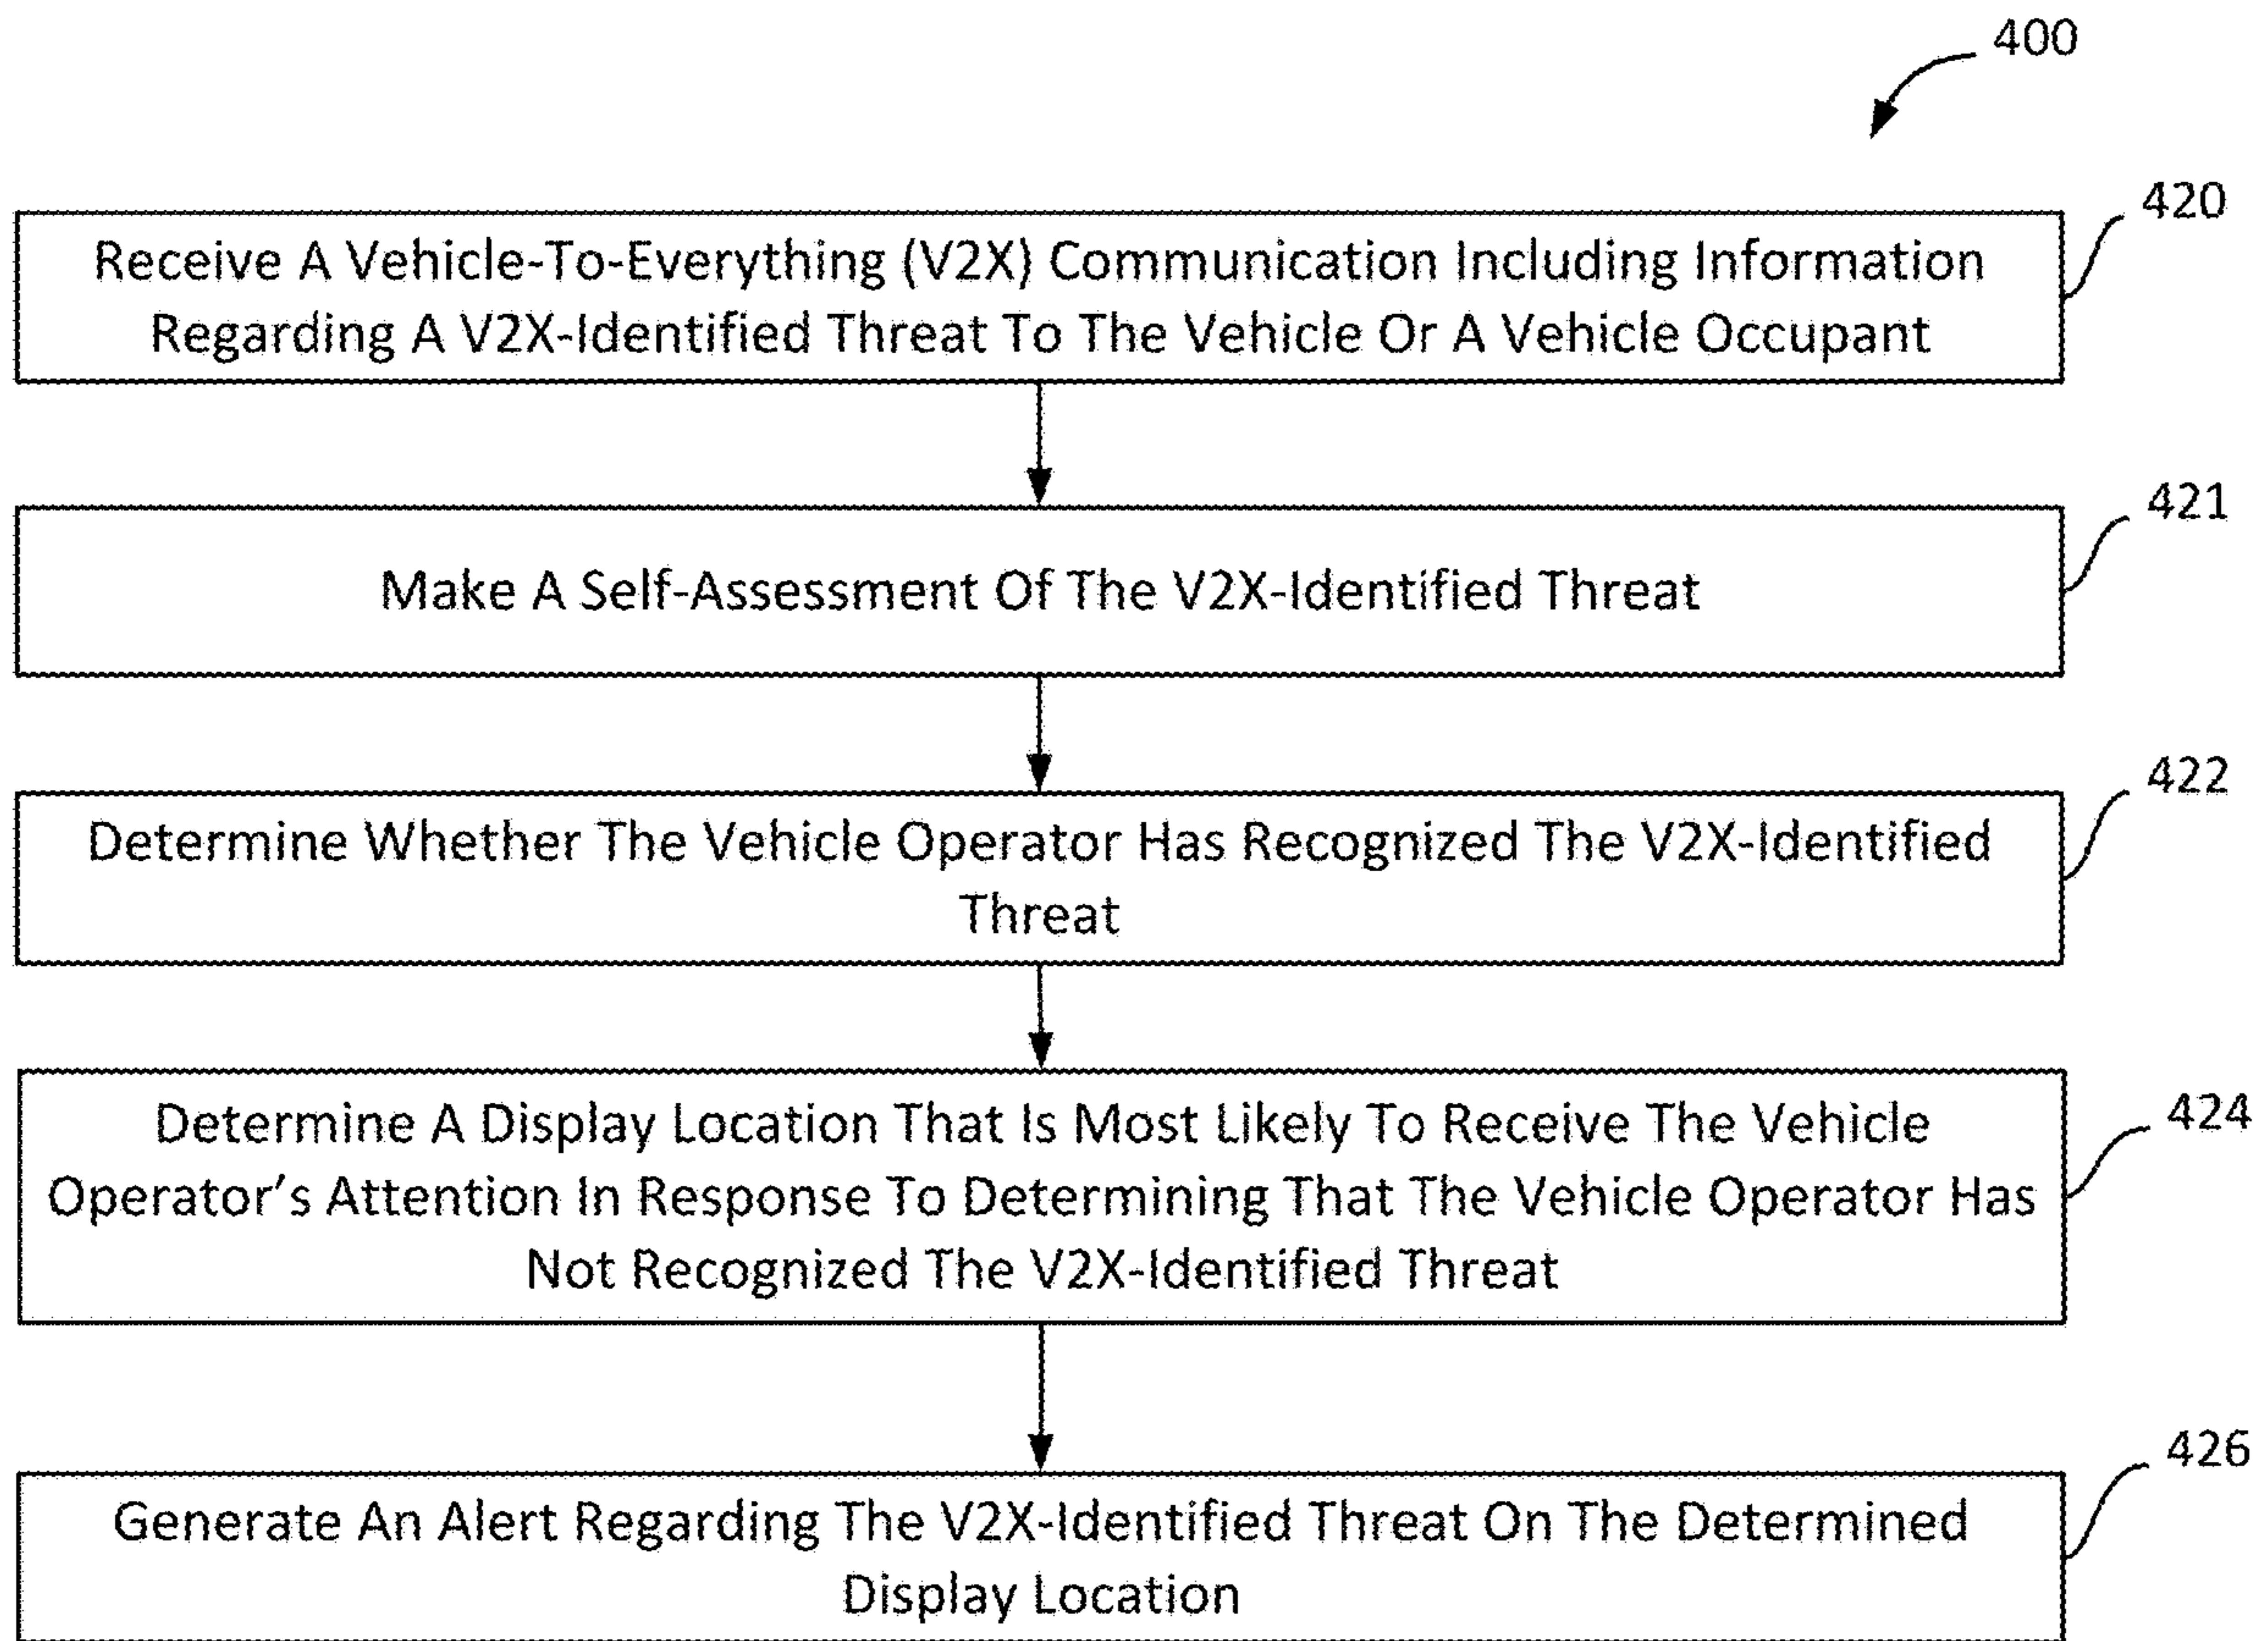 400
420
Receive A Vehicle-To-Everything (V2X) Communication Including Information
Regarding A V2X-Identified Threat To The Vehicle Or A Vehicle Occupant
421
Make A Self-Assessment Of The V2X-Identified Threat
422
Determine Whether The Vehicle Operator Has Recognized The V2X-Identified
Threat
424
Determine A Display Location That Is Most Likely To Receive The Vehicle
Operator's Attention In Response To Determining That The Vehicle Operator Has
Not Recognized The V2X-Identified Threat
426
Generate An Alert Regarding The V2X-Identified Threat On The Determined
Display Location